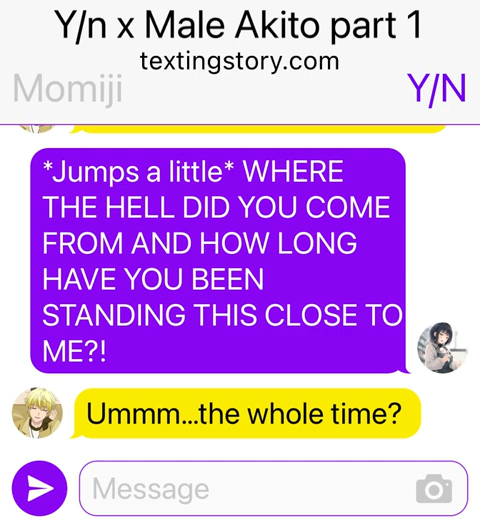 Y/n x Male Akito part 1
textingstory.com
Momiji
Y/N
*Jumps a little* WHERE
THE HELL DID YOU COME
FROM AND HOW LONG
HAVE YOU BEEN
STANDING THIS CLOSE TO
ME?!
Ummm...the whole time?
Message